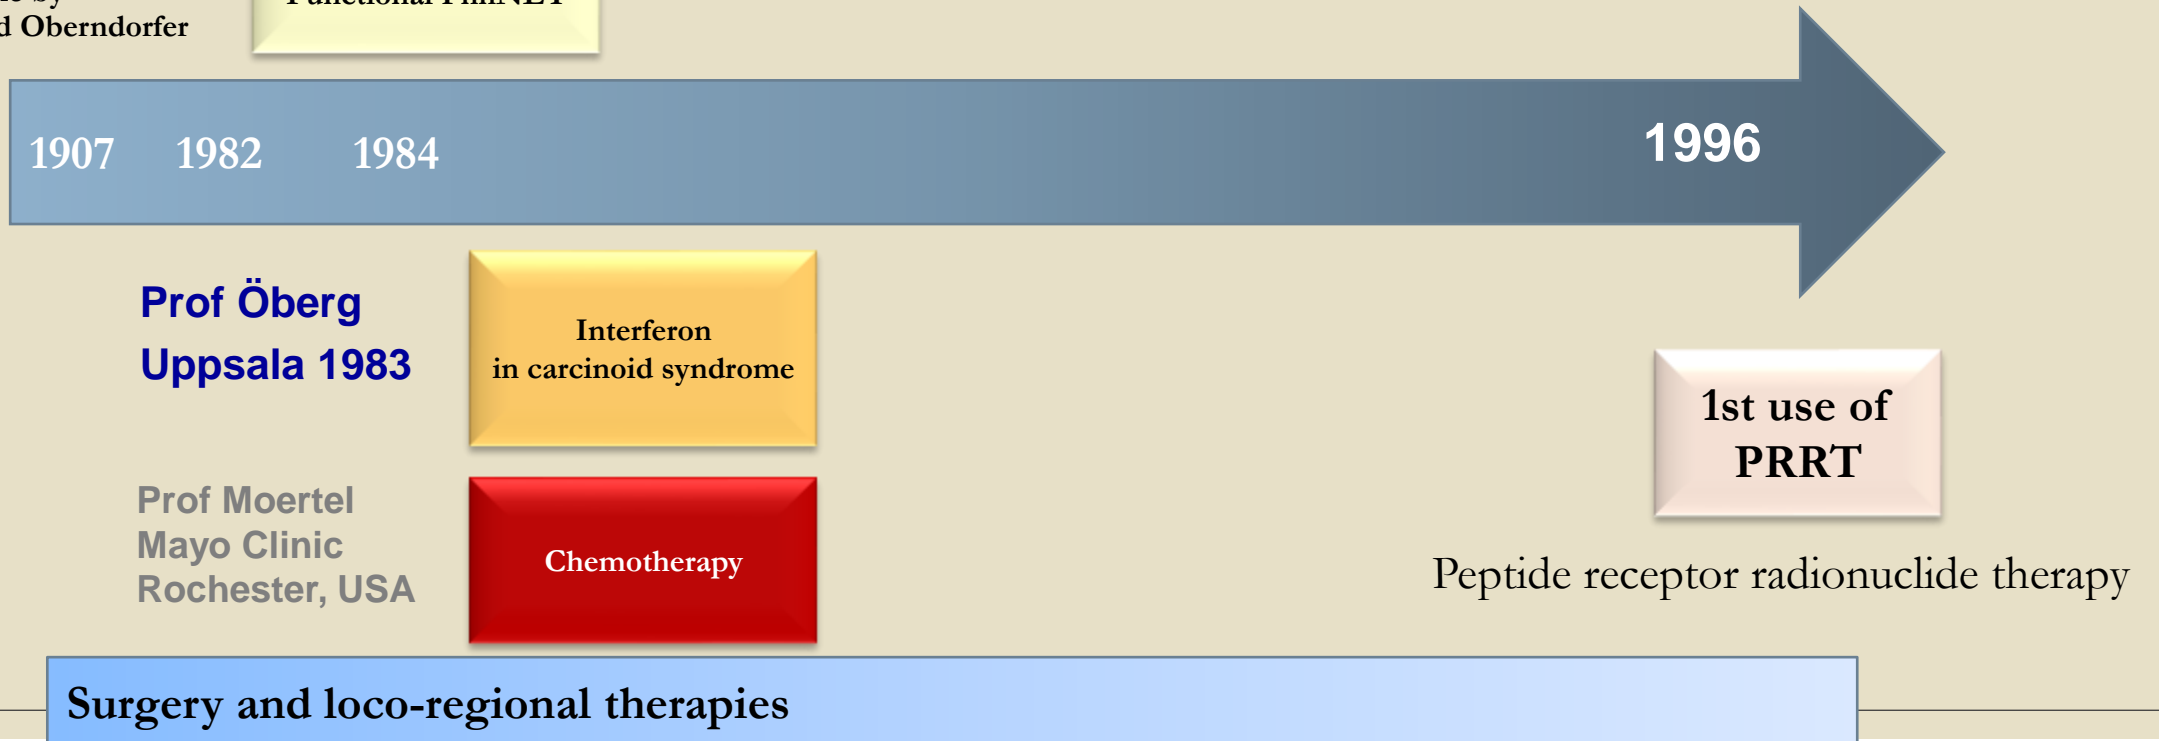 d Oberndorfer
1907 1982 1984 1996
Prof Öberg
Uppsala 1983
Interferon
in carcinoid syndrome
1st use of
PRRT
Prof Moertel
Mayo Clinic
Rochester, USA
Chemotherapy
Peptide receptor radionuclide therapy
Surgery and loco-regional therapies